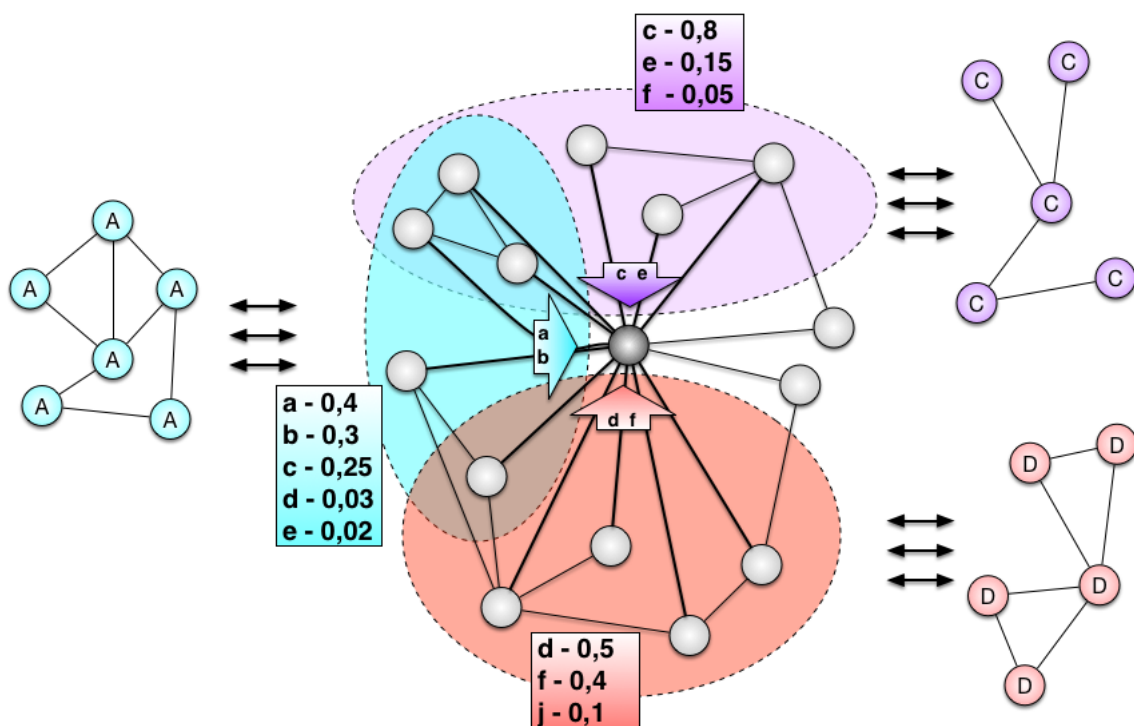 c - 0,8
e - 0,15
f - 0,05
C
C
C
C
C
A
A
A
A
A
A
c e
a
b
a - 0,4
b - 0,3
c - 0,25
d - 0,03
e - 0,02
d f
D
D
D
D
D
d - 0,5
f - 0,4
j - 0,1